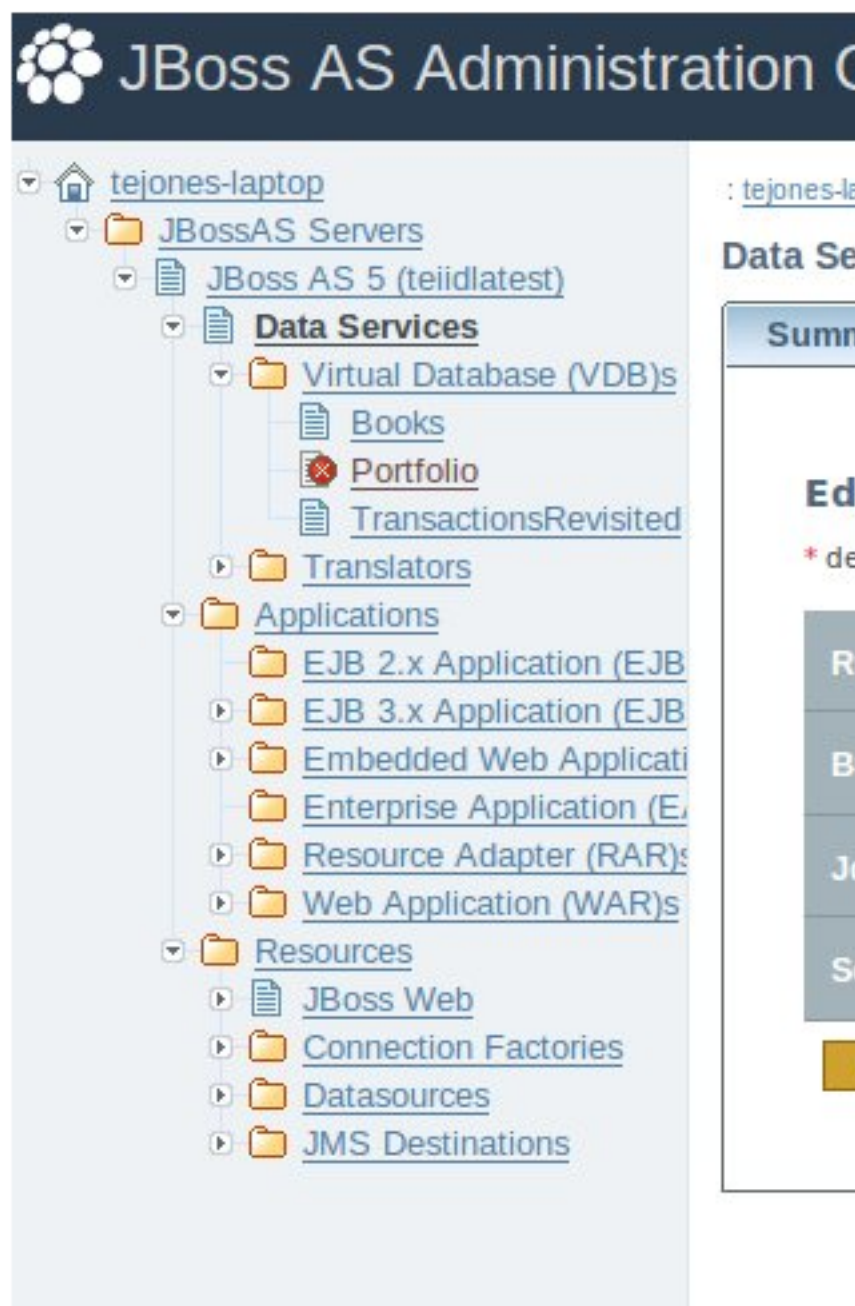 JBoss AS Administration
tejones-laptop
JBossAS Servers
JBoss AS 5 (teiidlatest)
Data Services
Virtual Database (VDB)s
Books
Portfolio
TransactionsRevisited
Translators
Applications
EJB 2.x Application (EJB
EJB 3.x Application (EJB
Embedded Web Applicati
Enterprise Application (EA
Resource Adapter (RAR)s
Web Application (WAR)s
Resources
JBoss Web
Connection Factories
Datasources
JMS Destinations
: tejones-la
Data Se
Summ
Ed
* de
R
B
S